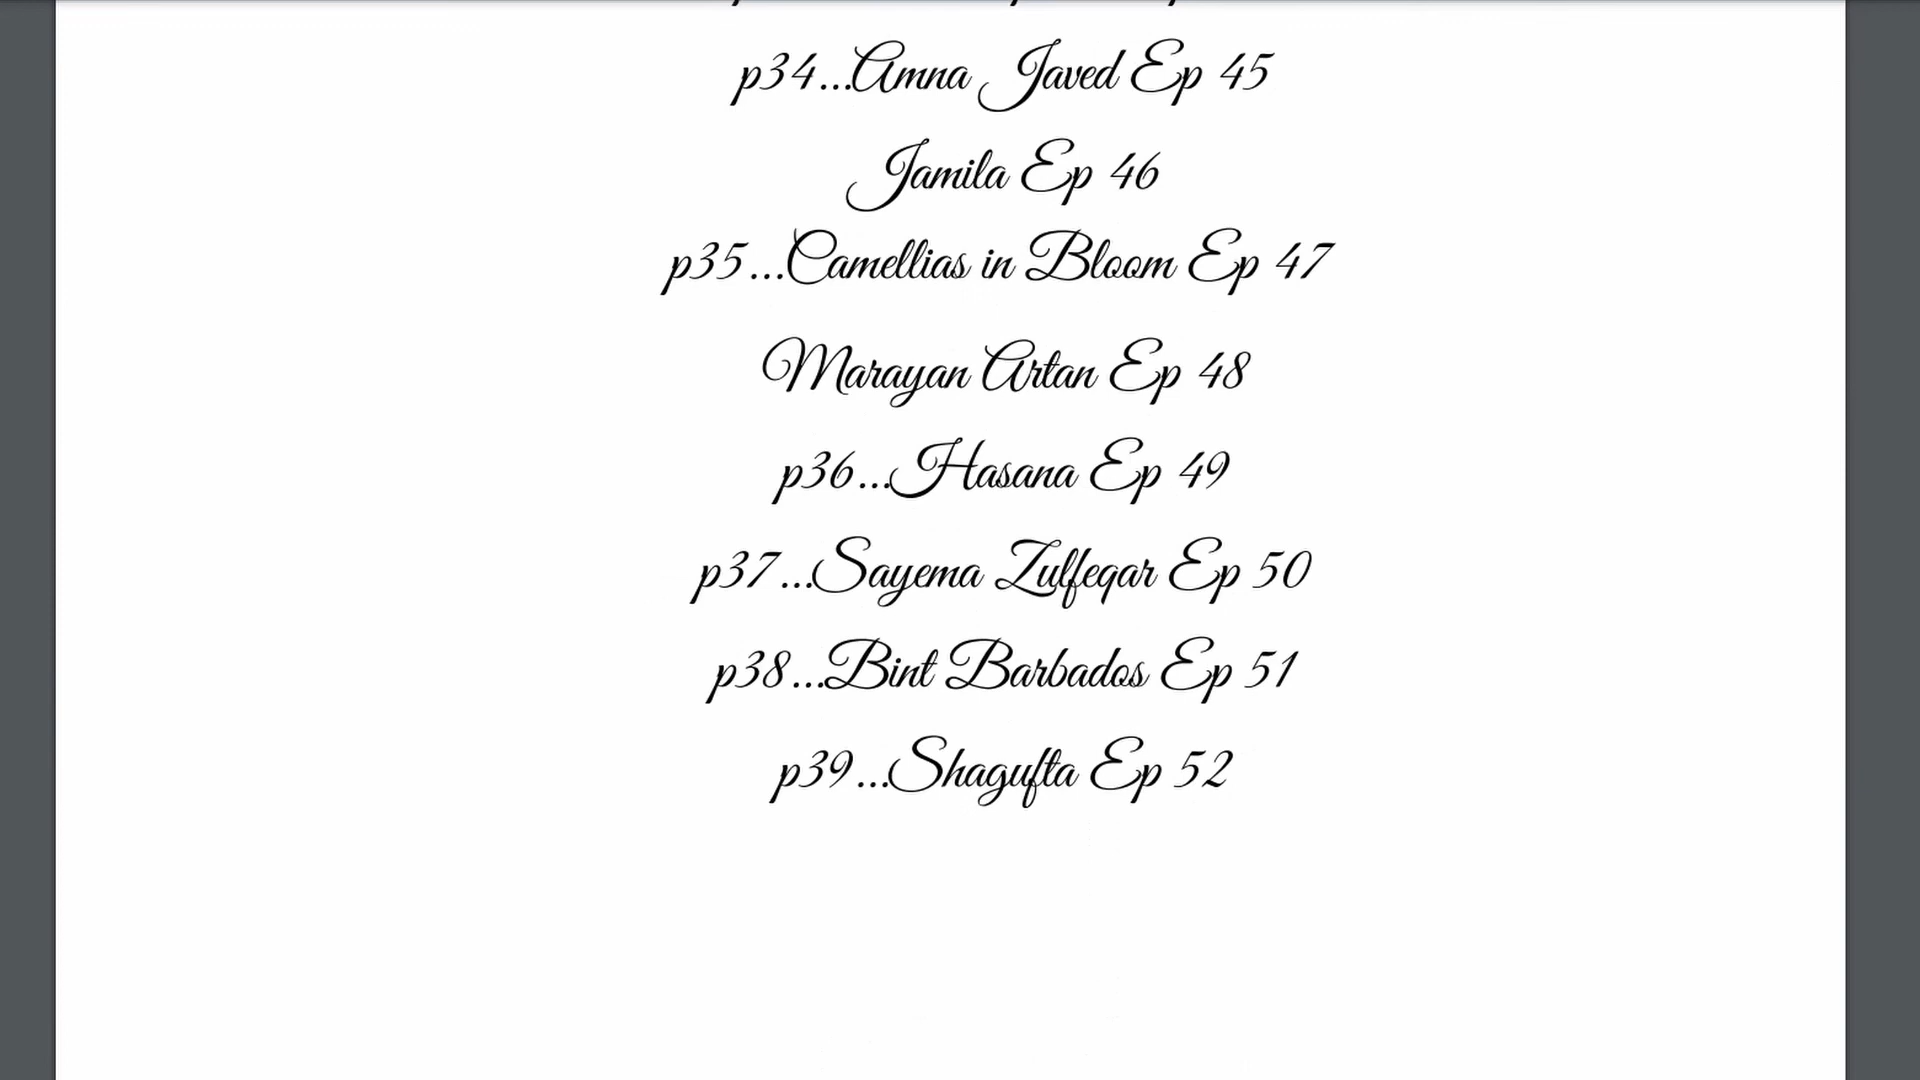 p34...Amna Javed Ep 45
Jamila Ep 46
p35...Camellias in Bloom Ep 47
Marayan Artan Ep 48
p36...Hasana Ep 49
p37...Sayema Zulfeqar Ep 50
p38...Bint Barbados Ep 51
p39...Shagufta Ep 52